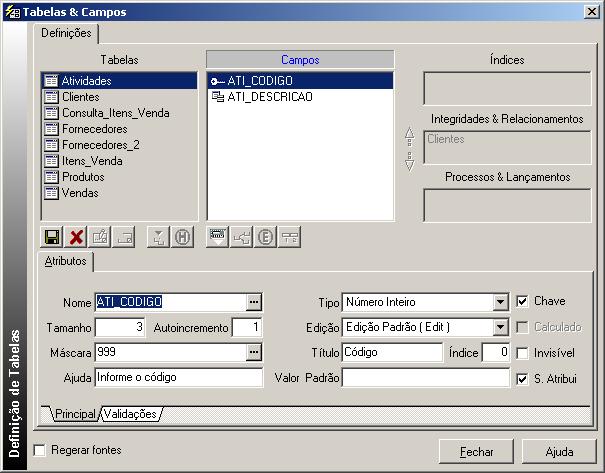 Tabelas & Campos
Definições
Tabelas
Campos
Índices
Atividades
Clientes
Consulta_Itens_Venda
Fornecedores
Fornecedores_2
Itens_Venda
Produtos
Vendas
ATI_CODIGO
ATI_DESCRICAO
Integridades & Relacionamentos
Clientes
Processos & Lançamentos
Atributos
Nome ATI_CODIGO ...
Tipo Número Inteiro
Chave
Tamanho 3 Autoincremento 1
Edição Edição Padrão ( Edit )
Calculado
Máscara 999 ...
Título Código Índice 0
Invisível
Ajuda Informe o código
Valor Padrão
S. Atribui
Principal Validações
Definição de Tabelas
Regerar fontes
Fechar
Ajuda